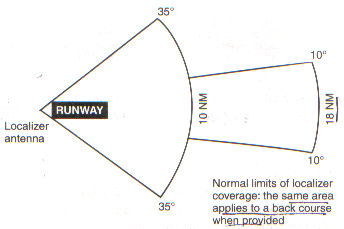 35°
10°
RUNWAY
10 NM
18 NM
Localizer
antenna
10°
35°
Normal limits of localizer
coverage: the same area
applies to a back course
when provided